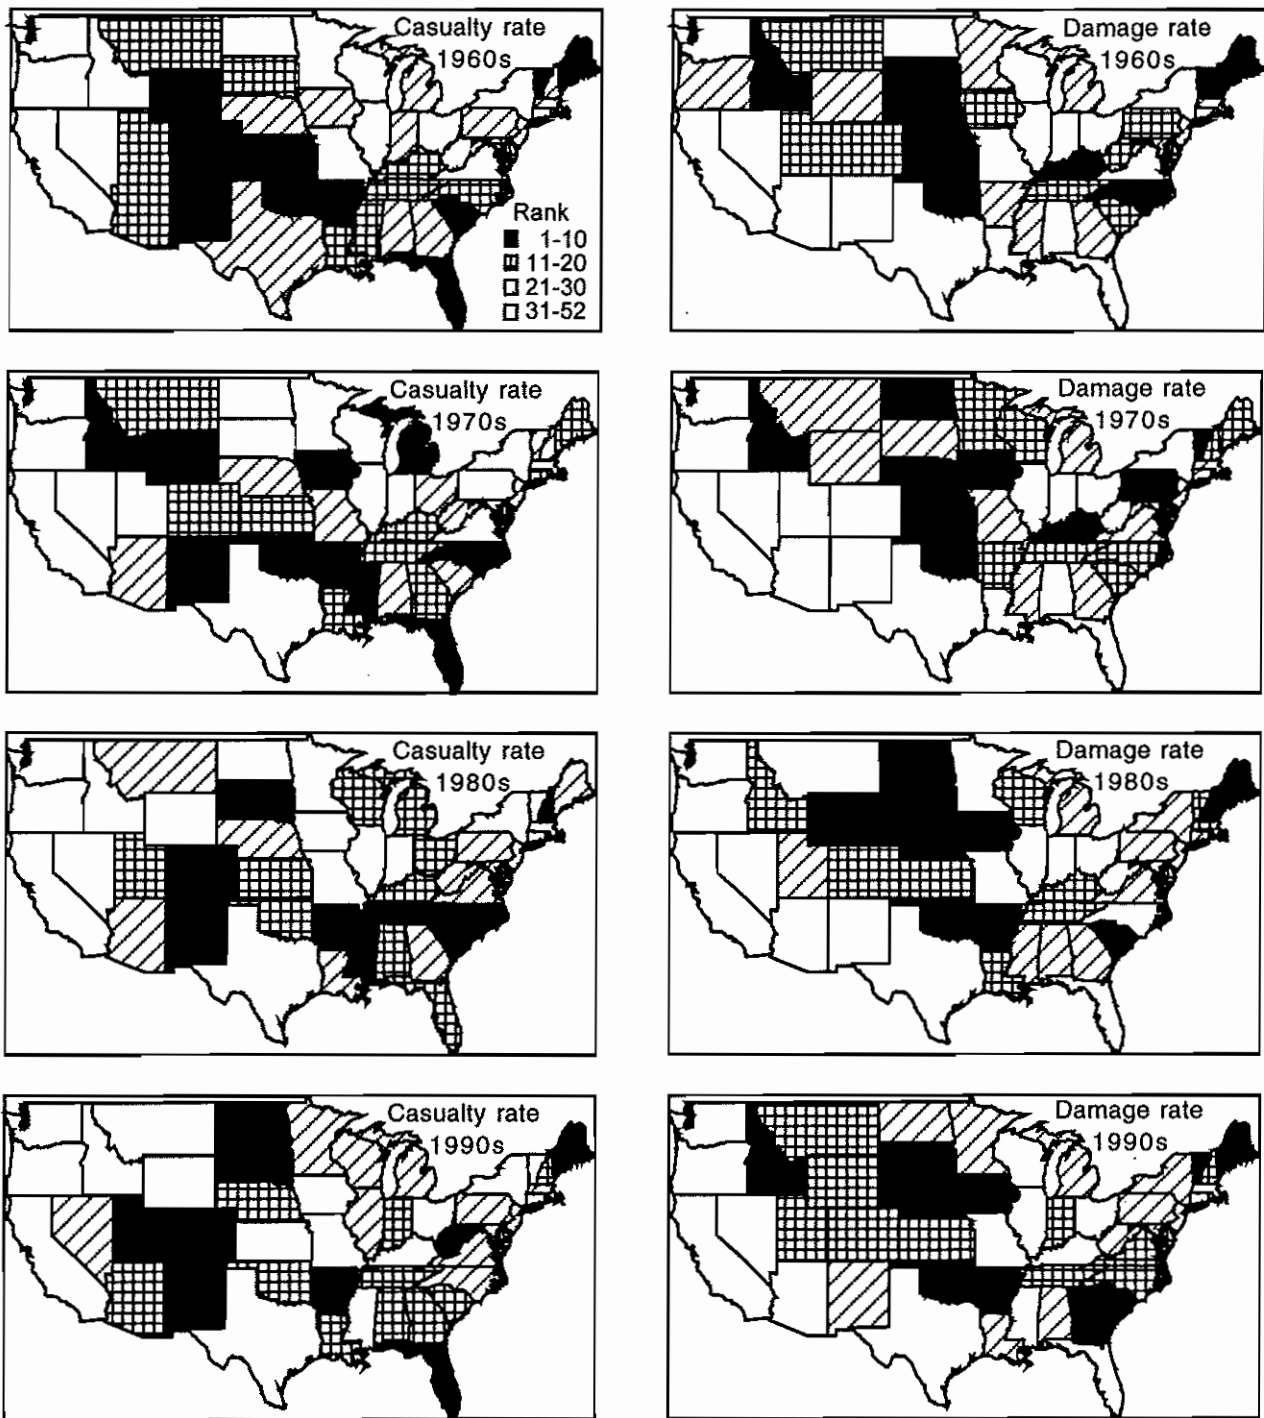 Casualty rate
1960s
Rank
1-10
11-20
21-30
31-52
Damage rate
1960s
Casualty rate
1970s
Damage rate
1970s
Casualty rate
1980s
Damage rate
1980s
Casualty rate
1990s
Damage rate
1990s